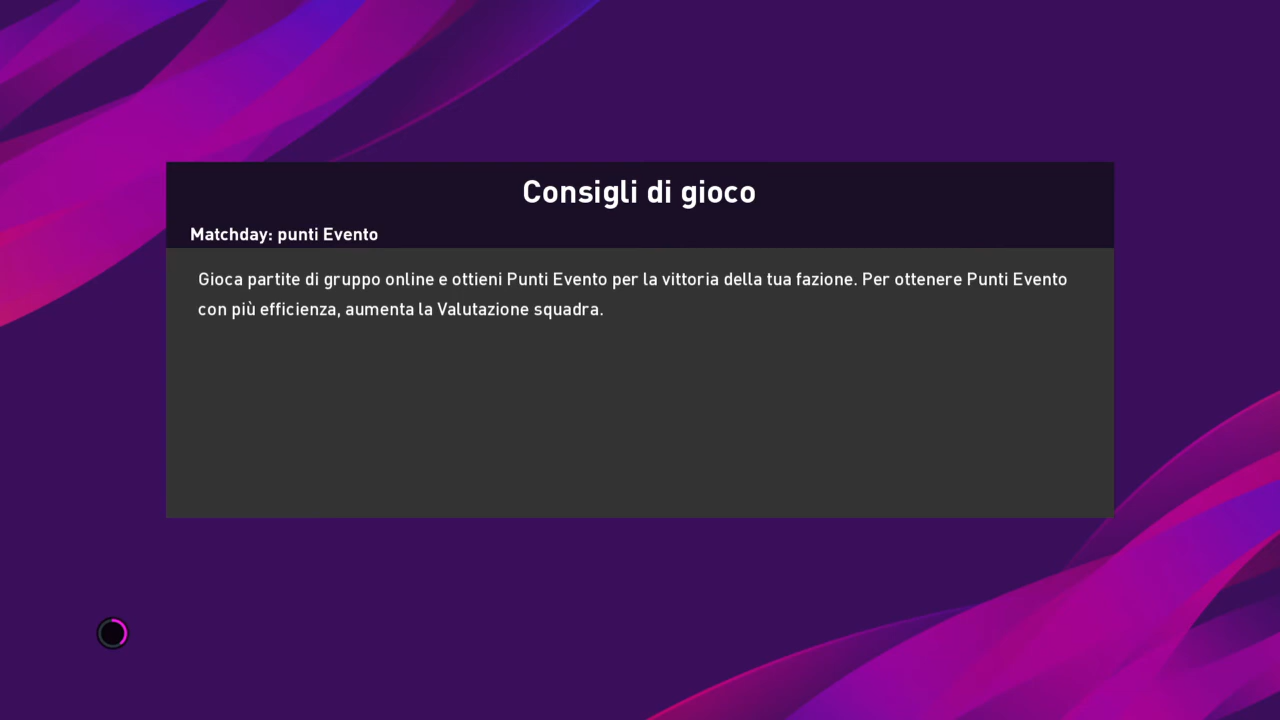 Consigli di gioco
Matchday: punti Evento
Gioca partite di gruppo online e ottieni Punti Evento per la vittoria della tua fazione. Per ottenere Punti Evento
con più efficienza, aumenta la Valutazione squadra.